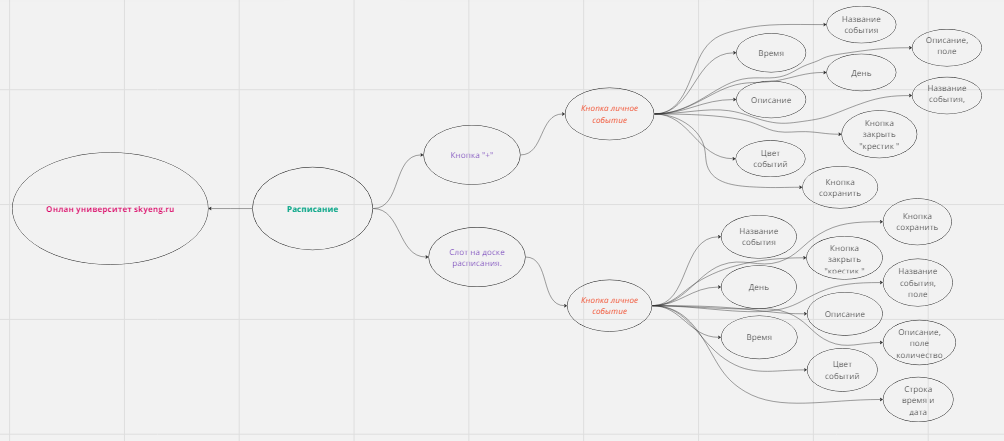 Онлан университет skyeng.ru
Расписание
Кнопка "+"
Слот на доске
расписания.
Кнопка личное
событие
Название
события
Время
Описание,
поле
День
Описание
Название
события,
Кнопка
закрыть
"крестик "
Цвет
событий
Кнопка
сохранить
Кнопка личное
событие
Название
события
Кнопка
сохранить
Кнопка
закрыть
"крестик "
День
Название
события,
поле
Описание
Время
Описание,
поле
количество
Цвет
событий
Строка
время и
дата